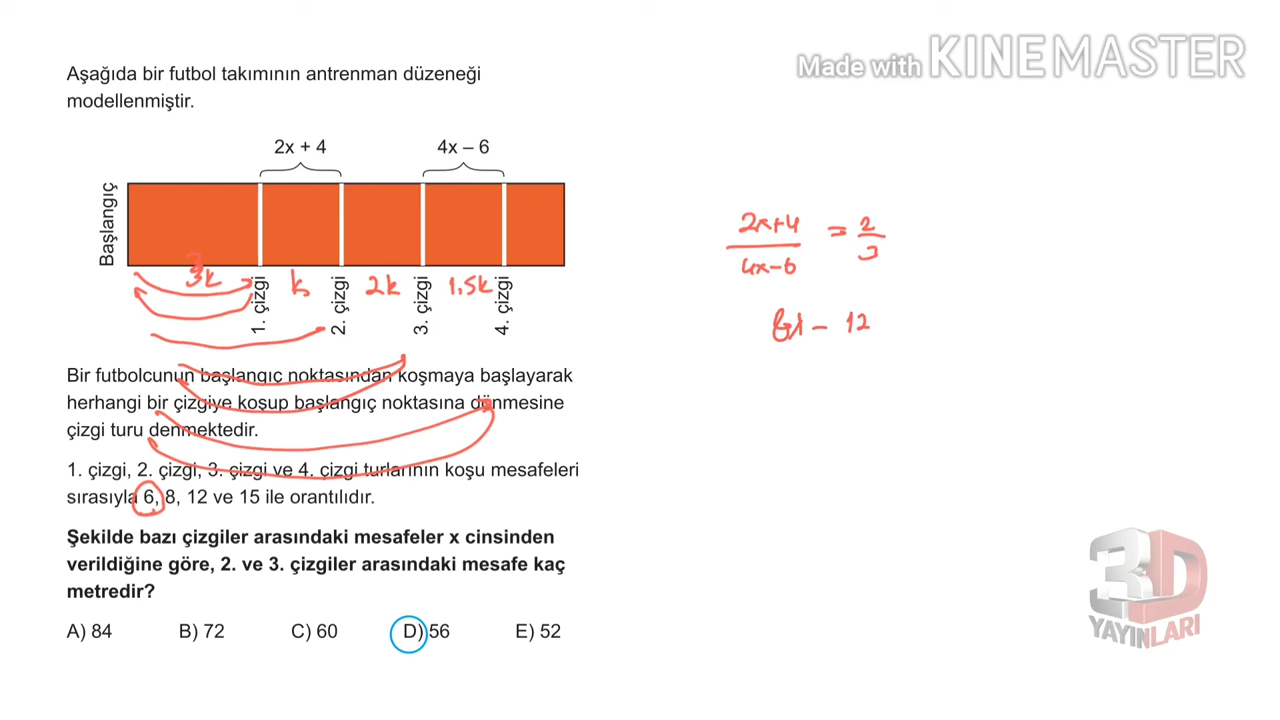 Made with KINEMASTER
Aşağıda bir futbol takımının antrenman düzeneği
modellenmiştir.
2x + 4
4x – 6
Başlangıç
3k
k
2k
1.5k
1. çizgi
2. çizgi
3. çizgi
4. çizgi
2x+4
4x-6
= 2
3
- 12
Bir futbolcunun başlangıç noktasından koşmaya başlayarak
herhangi bir çizgiye koşup başlangıç noktasına dönmesine
çizgi turu denmektedir.
1. çizgi, 2. çizgi, 3. çizgi ve 4. çizgi turlarının koşu mesafeleri
sırasıyla 6, 8, 12 ve 15 ile orantılıdır.
Şekilde bazı çizgiler arasındaki mesafeler x cinsinden
verildiğine göre, 2. ve 3. çizgiler arasındaki mesafe kaç
metredir?
A) 84 B) 72 C) 60 D) 56 E) 52
3D
YAYINLARI